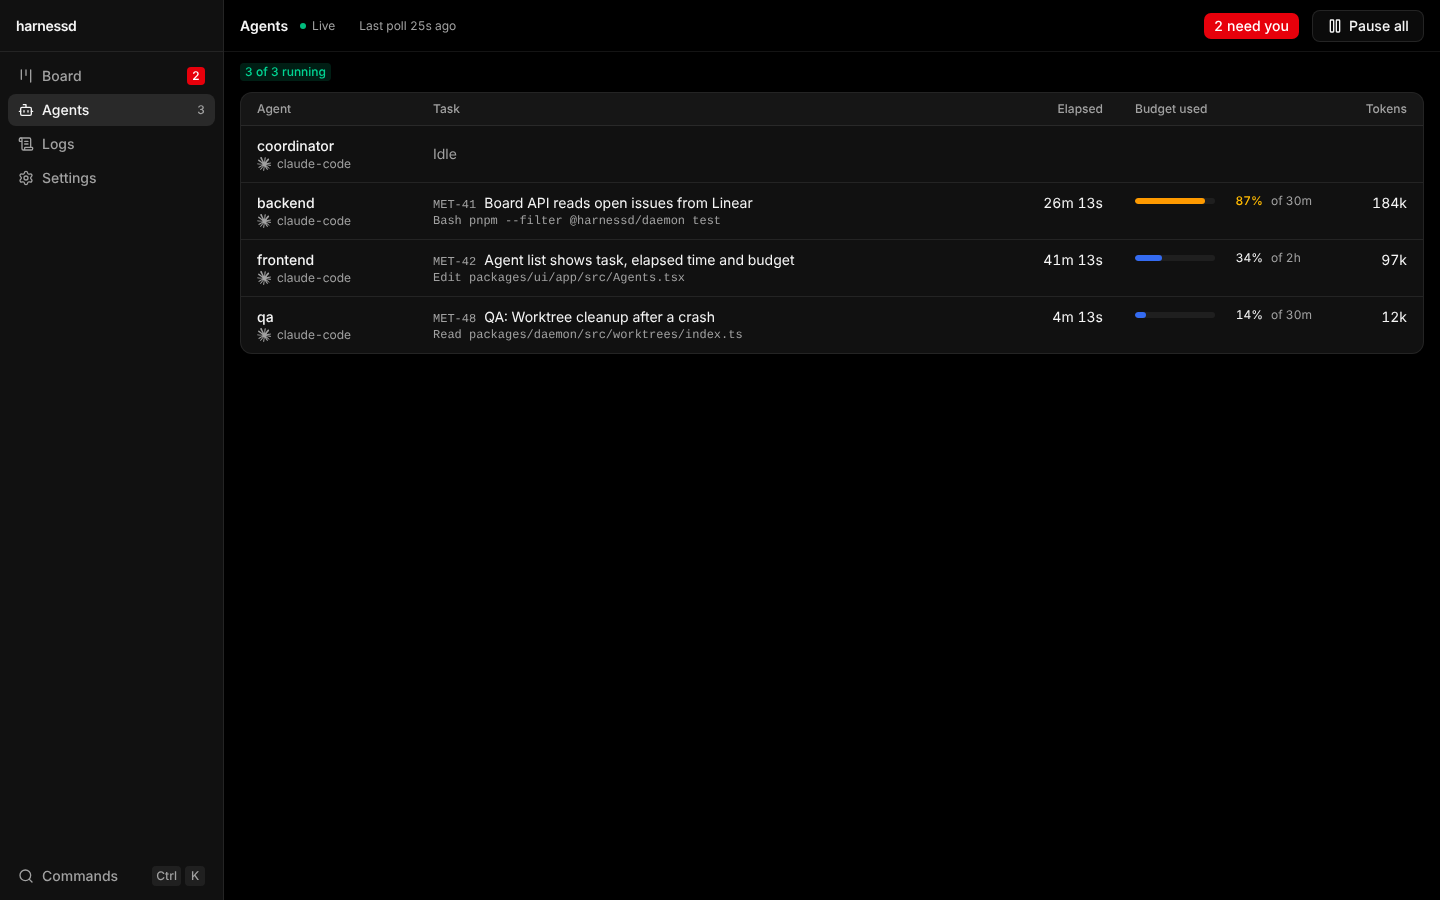 harnessd
Agents Live Last poll 25s ago 2 need you Pause all
Board 2
Agents 3
Logs
Settings
3 of 3 running
Agent Task Elapsed Budget used Tokens
coordinator
claude-code
Idle
backend
claude-code
MET-41 Board API reads open issues from Linear
Bash pnpm --filter @harnessd/daemon test
26m 13s 87% of 30m 184k
frontend
claude-code
MET-42 Agent list shows task, elapsed time and budget
Edit packages/ui/app/src/Agents.tsx
41m 13s 34% of 2h 97k
qa
claude-code
MET-48 QA: Worktree cleanup after a crash
Read packages/daemon/src/worktrees/index.ts
4m 13s 14% of 30m 12k
Commands Ctrl K